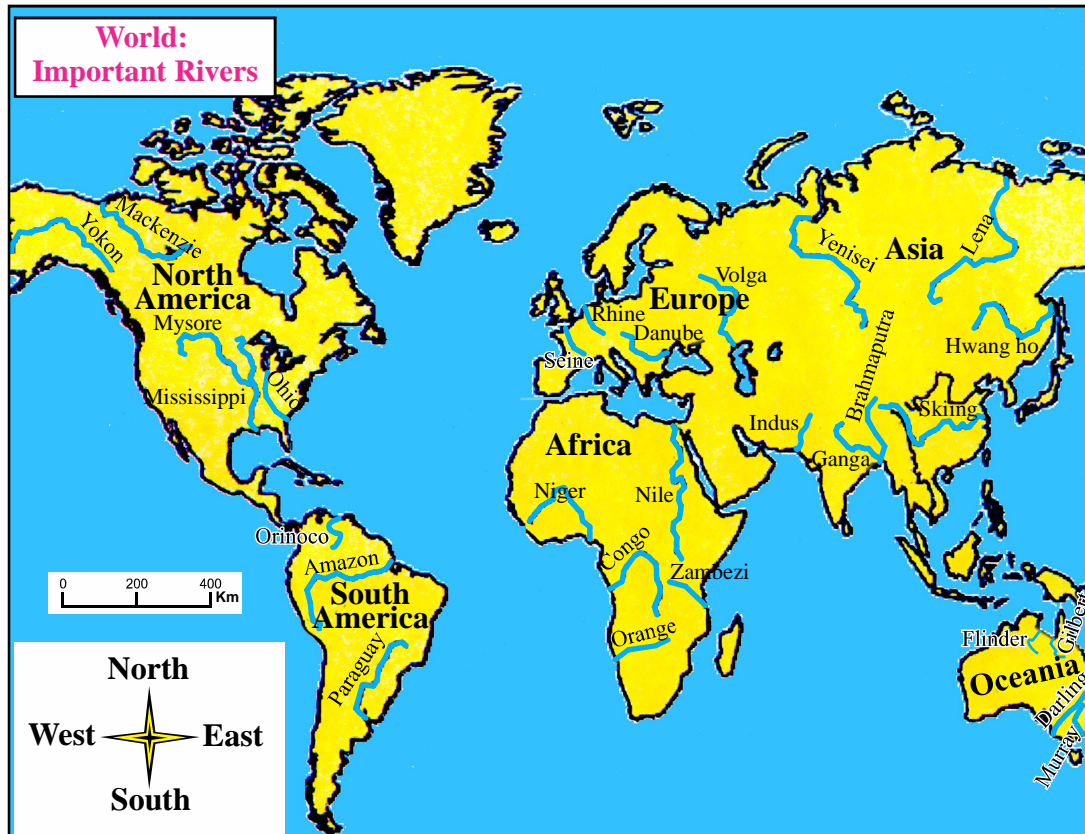 World:
Important Rivers
Mackenzie
Yokon
North
America
Mysore
Mississippi
Ohio
Orinoco
Amazon
South
America
Paraguay
0 200 400
Km
North
West East
South
Volga
Europe
Rhine
Danube
Seine
Yenisei
Asia
Lena
Hwang ho
Brahmaputra
Skiing
Indus
Ganga
Africa
Niger
Nile
Congo
Zambezi
Orange
Flinder
Gilbert
Oceania
Darling
Murray